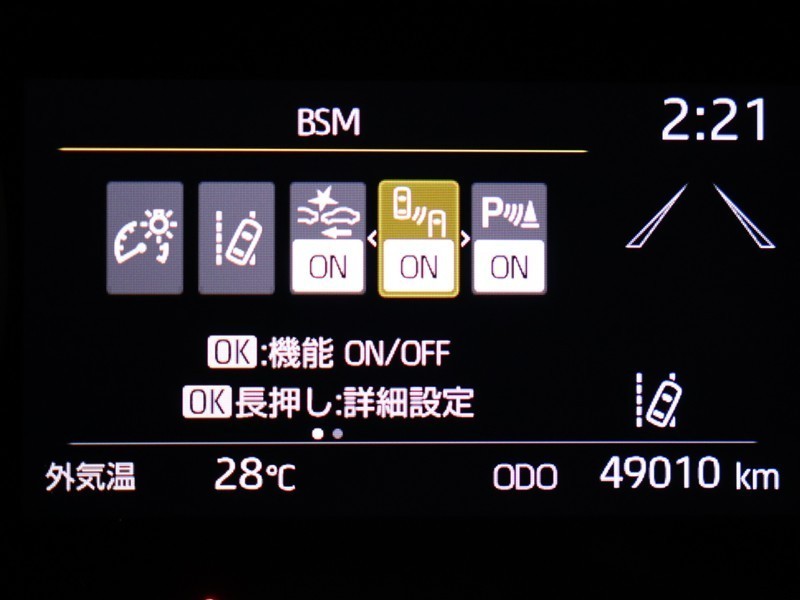 BSM
2:21
ON ON P ON
OK:機能 ON/OFF
OK長押し:詳細設定
外気温 28℃ ODO 49010 km